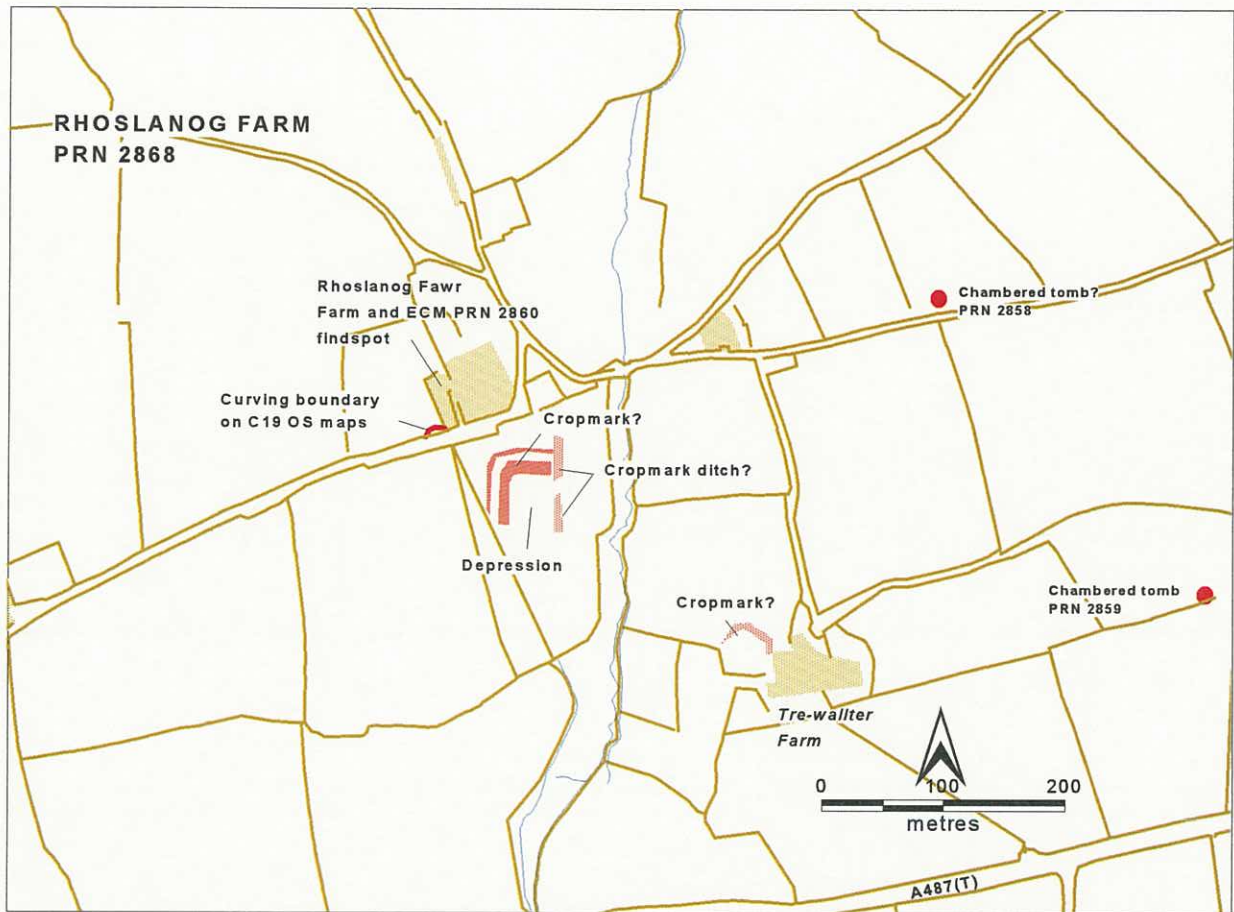 RHOSLANOG FARM
PRN 2868
Rhoslanog Fawr
Farm and ECM PRN 2860
findspot
Chambered tomb?
PRN 2858
Curving boundary
on C19 OS maps
Cropmark?
Cropmark ditch?
Depression
Cropmark?
Chambered tomb
PRN 2859
Tre-wallter
Farm
0 100 200
metres
A487(T)